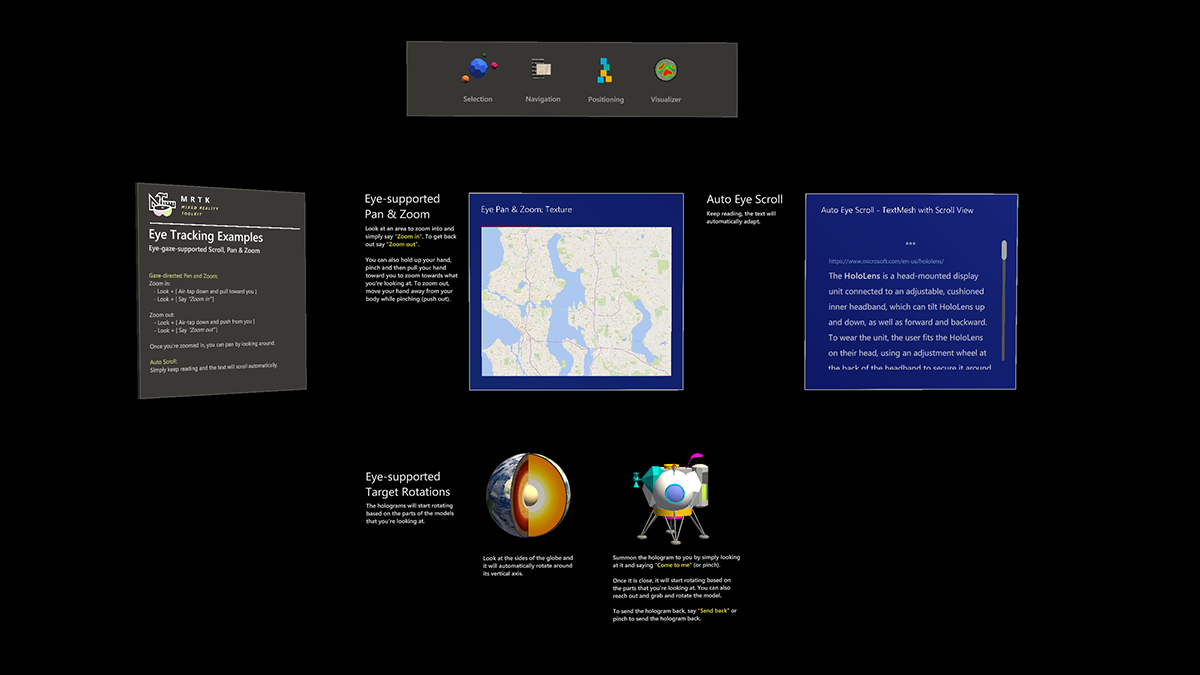 Selection
Navigation
Positioning
Visualizer
MRTK
MIXED REALITY
TOOLKIT
Eye Tracking Examples
Eye-gaze-supported Scroll, Pan & Zoom
Gaze-directed Pan and Zoom:
Zoom in:
- Look + [ Air-tap down and pull toward you ]
- Look + [ Say "Zoom in"]
Zoom out:
- Look + [ Air-tap down and push from you ]
- Look + [ Say "Zoom out"]
Once you're zoomed in, you can pan by looking around.
Auto Scroll:
Simply keep reading and the text will scroll automatically.
Eye-supported
Pan & Zoom
Look at an area to zoom into and
simply say "Zoom in". To get back
out say "Zoom out".
You can also hold up your hand,
pinch and then pull your hand
toward you to zoom towards what
you're looking at. To zoom out,
move your hand away from your
body while pinching (push out).
Eye Pan & Zoom: Texture
Auto Eye Scroll
Keep reading, the text will
automatically adapt.
Auto Eye Scroll - TextMesh with Scroll View
***
https://www.microsoft.com/en-us/hololens/
The HoloLens is a head-mounted display
unit connected to an adjustable, cushioned
inner headband, which can tilt HoloLens up
and down, as well as forward and backward.
To wear the unit, the user fits the HoloLens
on their head, using an adjustment wheel at
the back of the headband to secure it around
Eye-supported
Target Rotations
The holograms will start rotating
based on the parts of the models
that you're looking at.
Look at the sides of the globe and
it will automatically rotate around
its vertical axis.
Summon the hologram to you by simply looking
at it and saying "Come to me" (or pinch).
Once it is close, it will start rotating based on
the parts that you're looking at. You can also
reach out and grab and rotate the model.
To send the hologram back, say "Send back" or
pinch to send the hologram back.